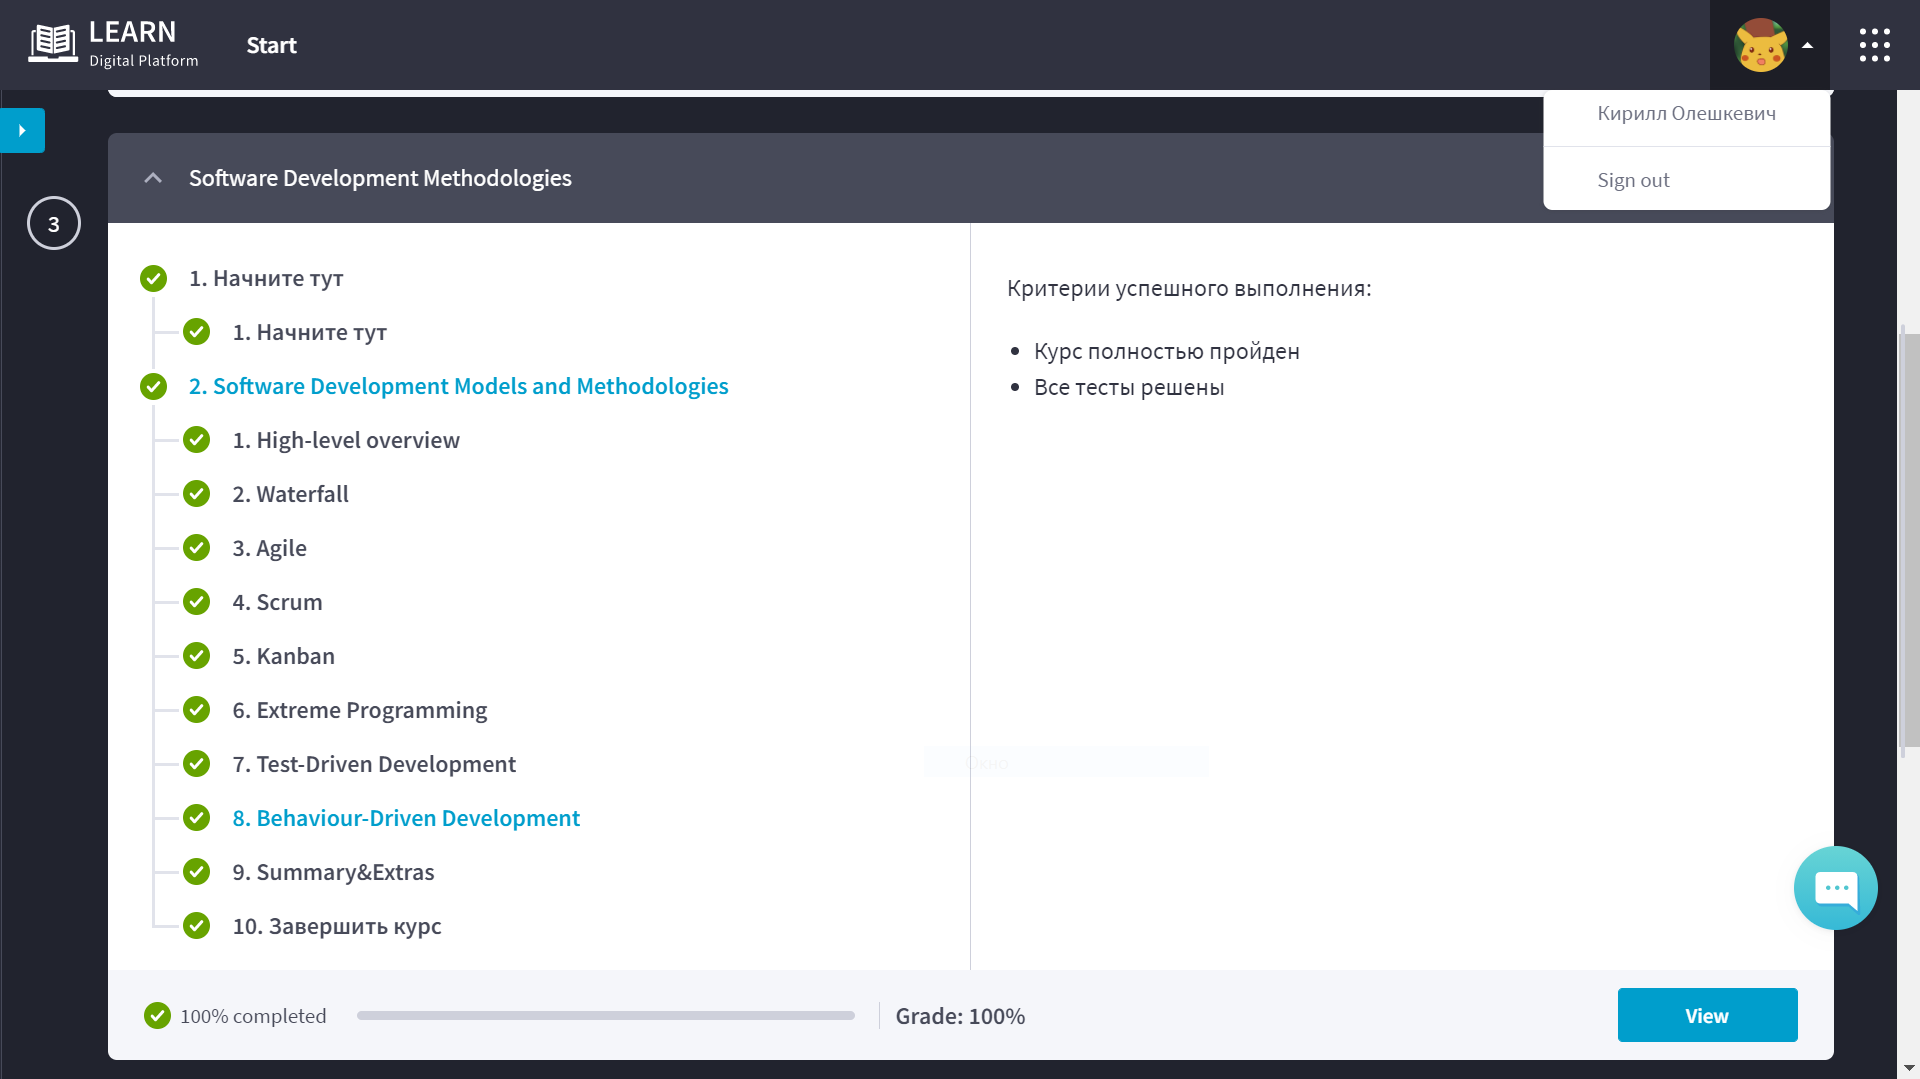 LEARN
Digital Platform
Start
Кирилл Олешкевич
Sign out
Software Development Methodologies
3
1. Начните тут
1. Начните тут
2. Software Development Models and Methodologies
1. High-level overview
2. Waterfall
3. Agile
4. Scrum
5. Kanban
6. Extreme Programming
7. Test-Driven Development
8. Behaviour-Driven Development
9. Summary&Extras
10. Завершить курс
Критерии успешного выполнения:
• Курс полностью пройден
• Все тесты решены
Окно
100% completed
Grade: 100%
View